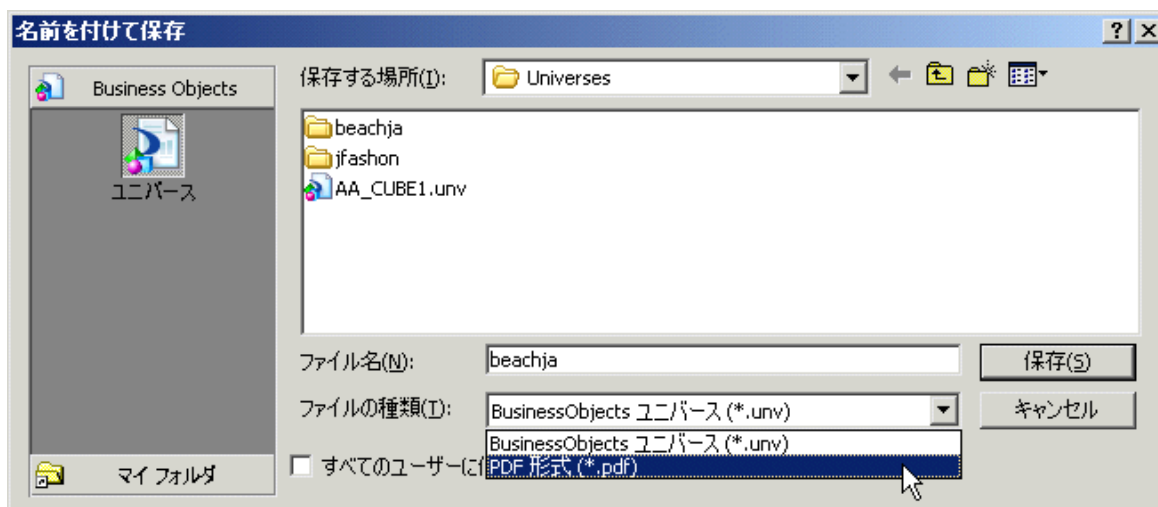 名前を付けて保存
Business Objects
ユニバース
マイ フォルダ
保存する場所(I):
Universes
beachja
jfashon
AA_CUBE1.unv
ファイル名(N):
beachja
保存(S)
ファイルの種類(T):
BusinessObjects ユニバース (*.unv)
キャンセル
BusinessObjects ユニバース (*.unv)
PDF 形式 (*.pdf)
すべてのユーザーに